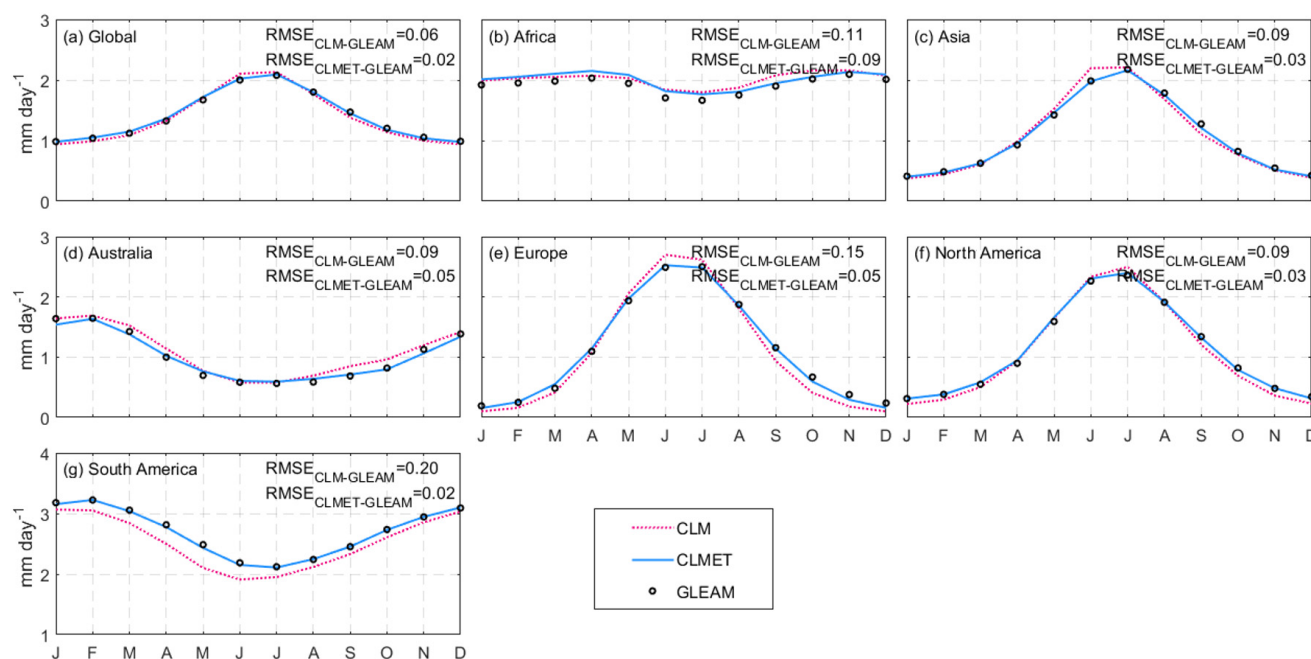 (a) Global
RMSE_CLM-GLEAM=0.06
RMSE_CLMET-GLEAM=0.02
3
2
1
0
mm day⁻¹
(b) Africa
RMSE_CLM-GLEAM=0.11
RMSE_CLMET-GLEAM=0.09
(c) Asia
RMSE_CLM-GLEAM=0.09
RMSE_CLMET-GLEAM=0.03
(d) Australia
RMSE_CLM-GLEAM=0.09
RMSE_CLMET-GLEAM=0.05
3
2
1
0
mm day⁻¹
(e) Europe
RMSE_CLM-GLEAM=0.15
RMSE_CLMET-GLEAM=0.05
J F M A M J J A S O N D
(f) North America
RMSE_CLM-GLEAM=0.09
RMSE_CLMET-GLEAM=0.03
J F M A M J J A S O N D
(g) South America
RMSE_CLM-GLEAM=0.20
RMSE_CLMET-GLEAM=0.02
4
3
2
1
mm day⁻¹
J F M A M J J A S O N D
CLM
CLMET
GLEAM